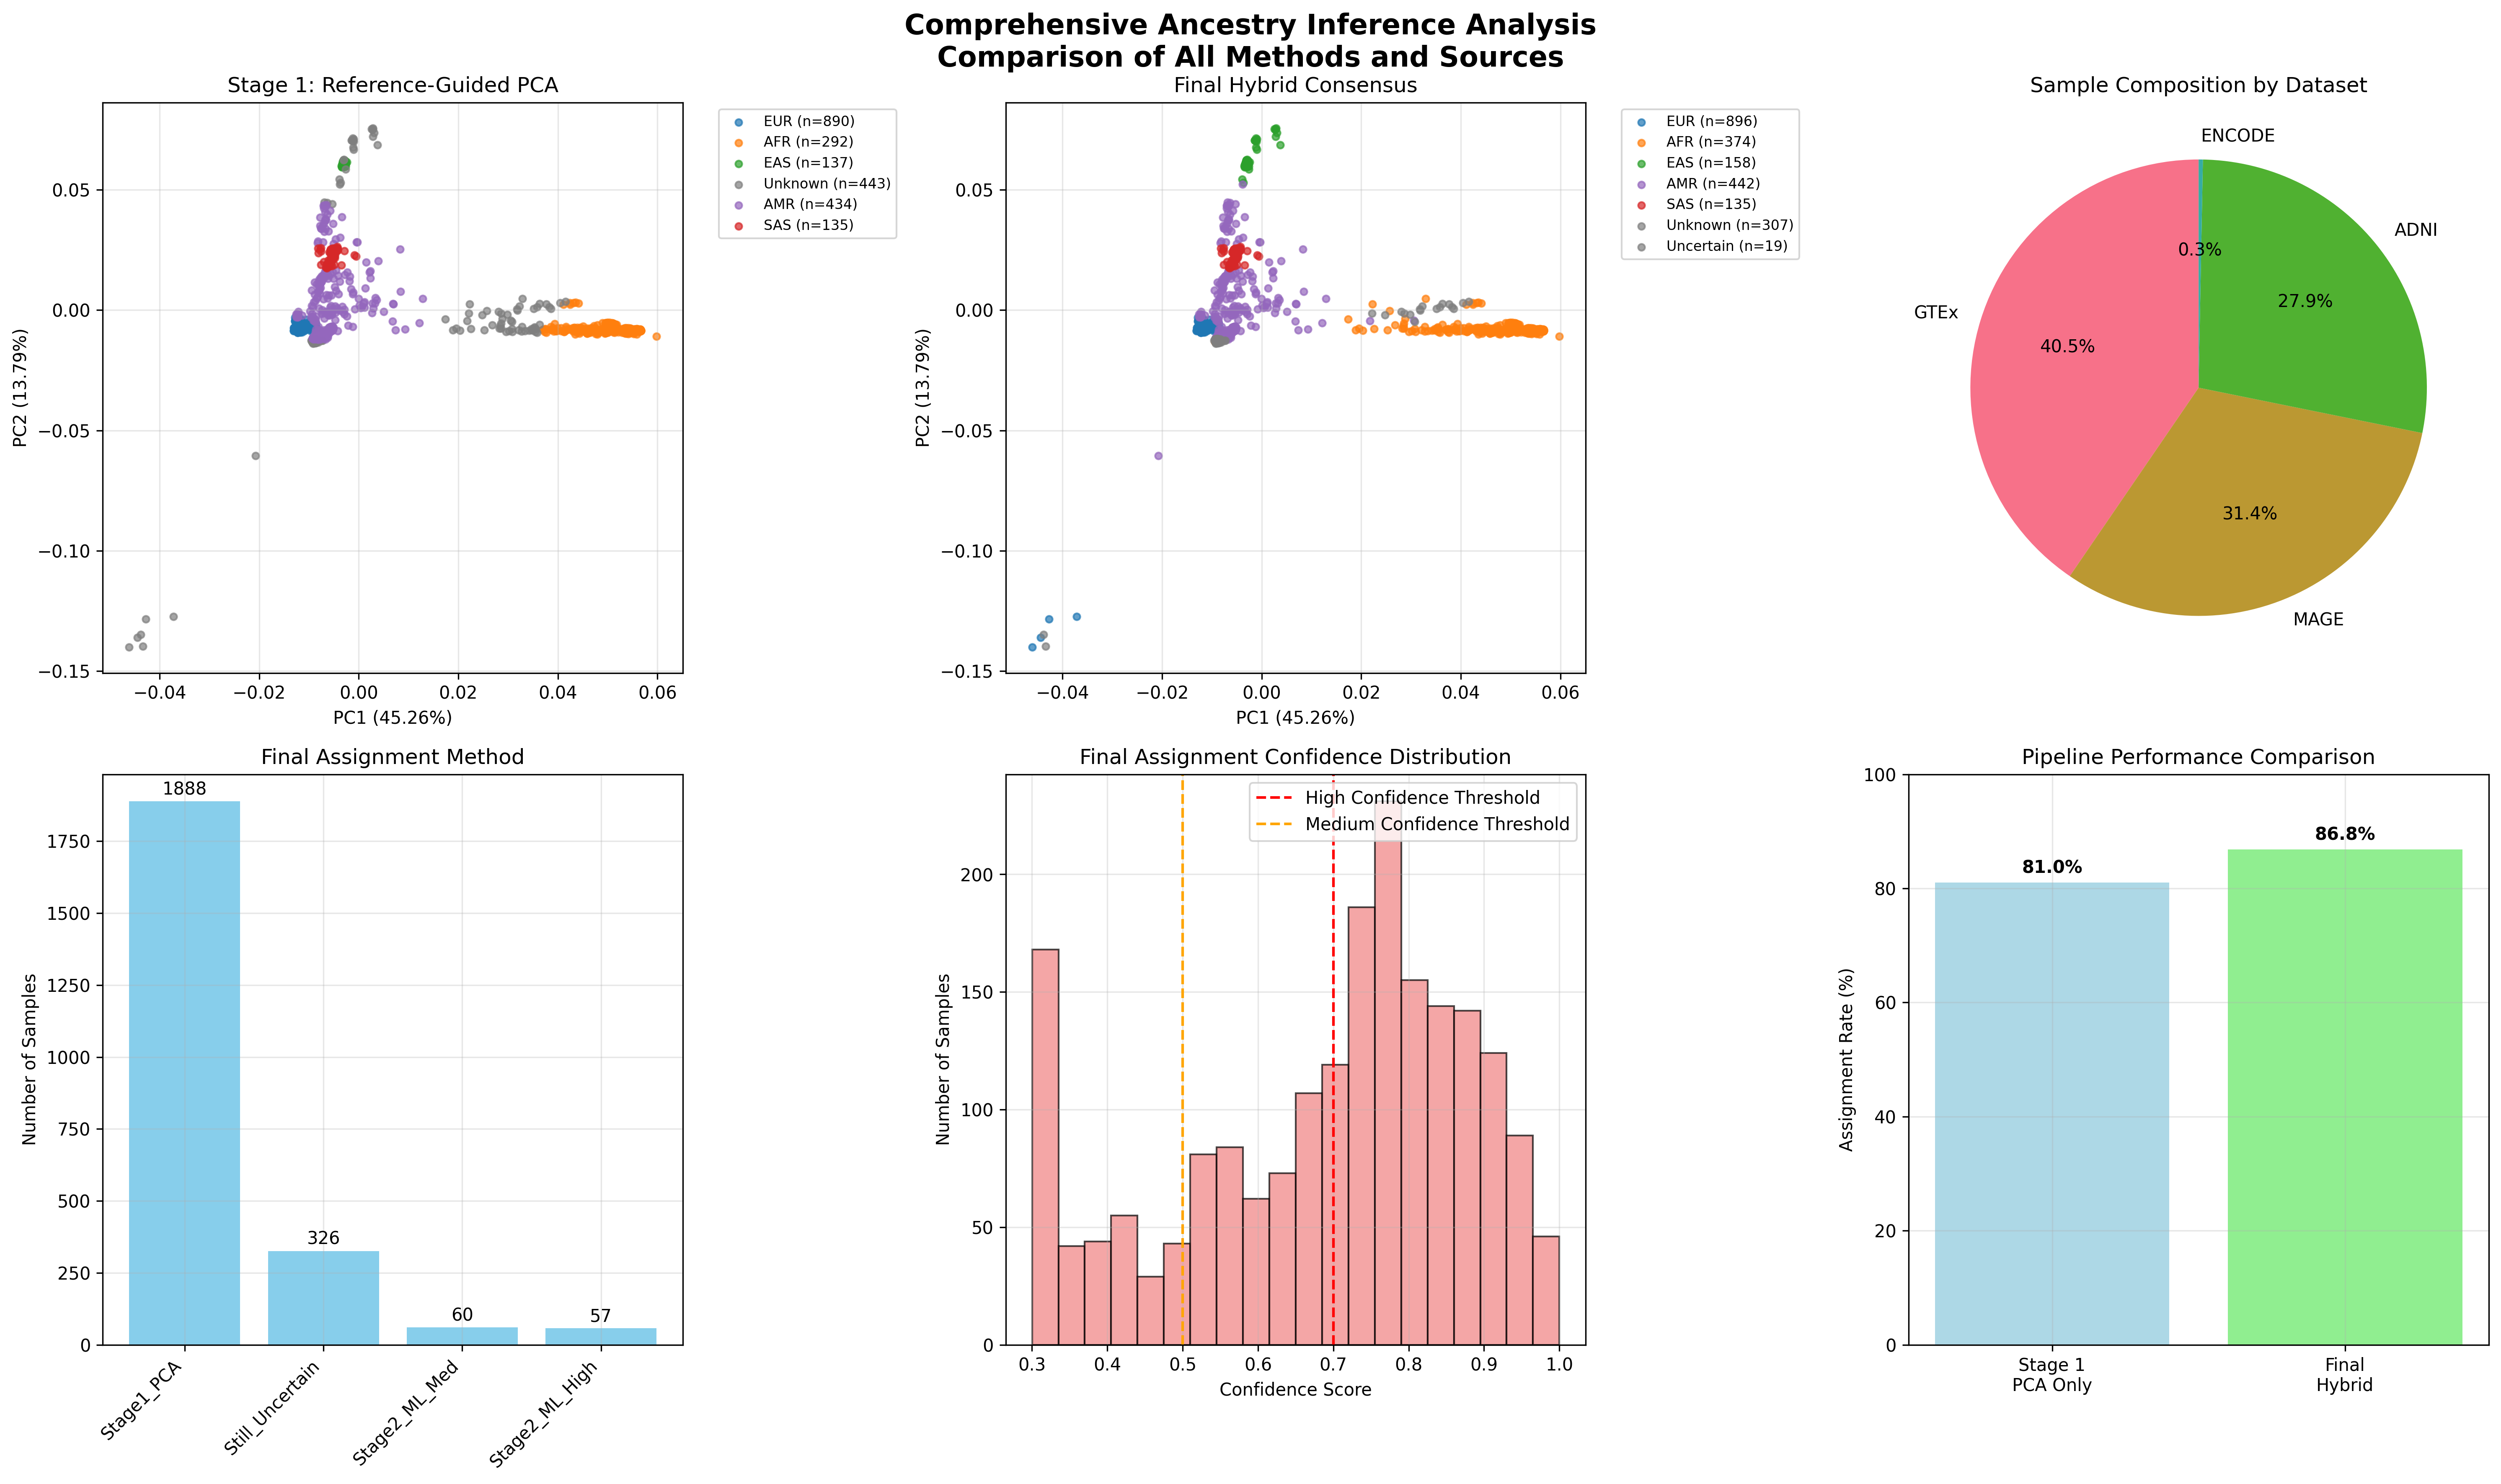 Comprehensive Ancestry Inference Analysis
Comparison of All Methods and Sources
Stage 1: Reference-Guided PCA
EUR (n=890)
AFR (n=292)
EAS (n=137)
Unknown (n=443)
AMR (n=434)
SAS (n=135)
0.05
0.00
−0.05
−0.10
−0.15
PC2 (13.79%)
−0.04
−0.02
0.00
0.02
0.04
0.06
PC1 (45.26%)
Final Hybrid Consensus
EUR (n=896)
AFR (n=374)
EAS (n=158)
AMR (n=442)
SAS (n=135)
Unknown (n=307)
Uncertain (n=19)
0.05
0.00
−0.05
−0.10
−0.15
PC2 (13.79%)
−0.04
−0.02
0.00
0.02
0.04
0.06
PC1 (45.26%)
Sample Composition by Dataset
ENCODE
0.3%
ADNI
27.9%
GTEx
40.5%
31.4%
MAGE
Final Assignment Method
1888
326
60
57
1750
1500
1250
1000
750
500
250
0
Number of Samples
Stage1_PCA
Still_Uncertain
Stage2_ML_Med
Stage2_ML_High
Final Assignment Confidence Distribution
High Confidence Threshold
Medium Confidence Threshold
200
150
100
50
0
Number of Samples
0.3
0.4
0.5
0.6
0.7
0.8
0.9
1.0
Confidence Score
Pipeline Performance Comparison
81.0%
86.8%
100
80
60
40
20
0
Assignment Rate (%)
Stage 1
PCA Only
Final
Hybrid